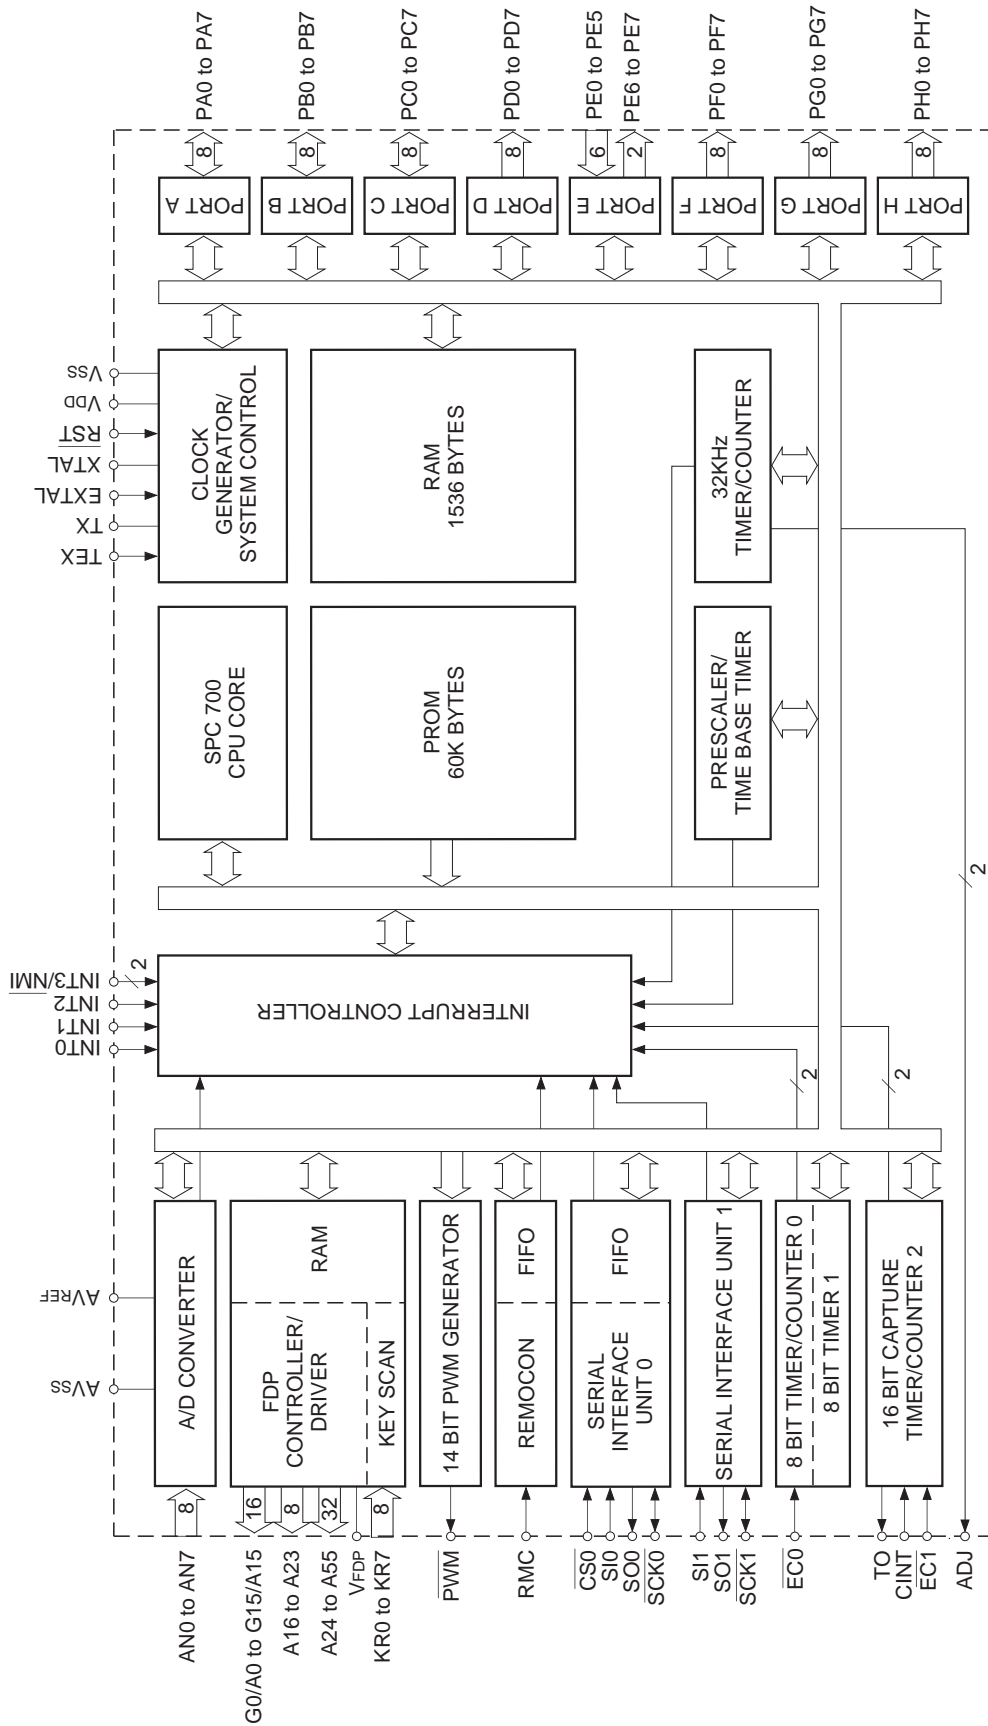 PA0 to PA7
PB0 to PB7
PC0 to PC7
PD0 to PD7
PE0 to PE5
PE6 to PE7
PF0 to PF7
PG0 to PG7
PH0 to PH7
8
8
8
8
6
2
8
8
8
PORT A
PORT B
PORT C
PORT D
PORT E
PORT F
PORT G
PORT H
VSS
VDD
RST
XTAL
EXTAL
TX
TEX
CLOCK
GENERATOR/
SYSTEM CONTROL
RAM
1536 BYTES
32KHz
TIMER/COUNTER
SPC 700
CPU CORE
PROM
60K BYTES
PRESCALER/
TIME BASE TIMER
2
INT3/NMI
INT2
INT1
INT0
2
INTERRUPT CONTROLLER
2
2
AVREF
AVSS
A/D CONVERTER
FDP
CONTROLLER/
DRIVER
RAM
KEY SCAN
14 BIT PWM GENERATOR
REMOCON
FIFO
SERIAL
INTERFACE
UNIT 0
FIFO
SERIAL INTERFACE UNIT 1
8 BIT TIMER/COUNTER 0
8 BIT TIMER 1
16 BIT CAPTURE
TIMER/COUNTER 2
8
16
8
32
8
AN0 to AN7
G0/A0 to G15/A15
A16 to A23
A24 to A55
VFDP
KR0 to KR7
PWM
RMC
CS0
SI0
SO0
SCK0
SI1
SO1
SCK1
EC0
TO
CINT
EC1
ADJ